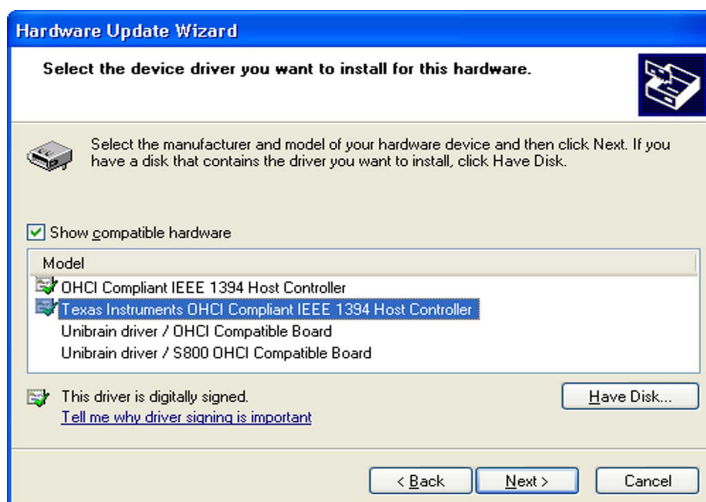 Hardware Update Wizard
Select the device driver you want to install for this hardware.
Select the manufacturer and model of your hardware device and then click Next. If you
have a disk that contains the driver you want to install, click Have Disk.
Show compatible hardware
Model
OHCI Compliant IEEE 1394 Host Controller
Texas Instruments OHCI Compliant IEEE 1394 Host Controller
Unibrain driver / OHCI Compatible Board
Unibrain driver / S800 OHCI Compatible Board
This driver is digitally signed.
Have Disk...
Tell me why driver signing is important
< Back Next > Cancel